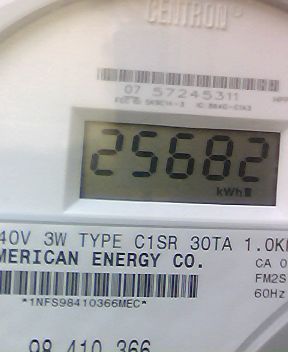 CENTRON®
07 57245311
25682
kWh
40V 3W TYPE C1SR 30TA 1.0K
MERICAN ENERGY CO.
CA 0
FM2S
60Hz
*1NFS98410366MEC*
98 410 366